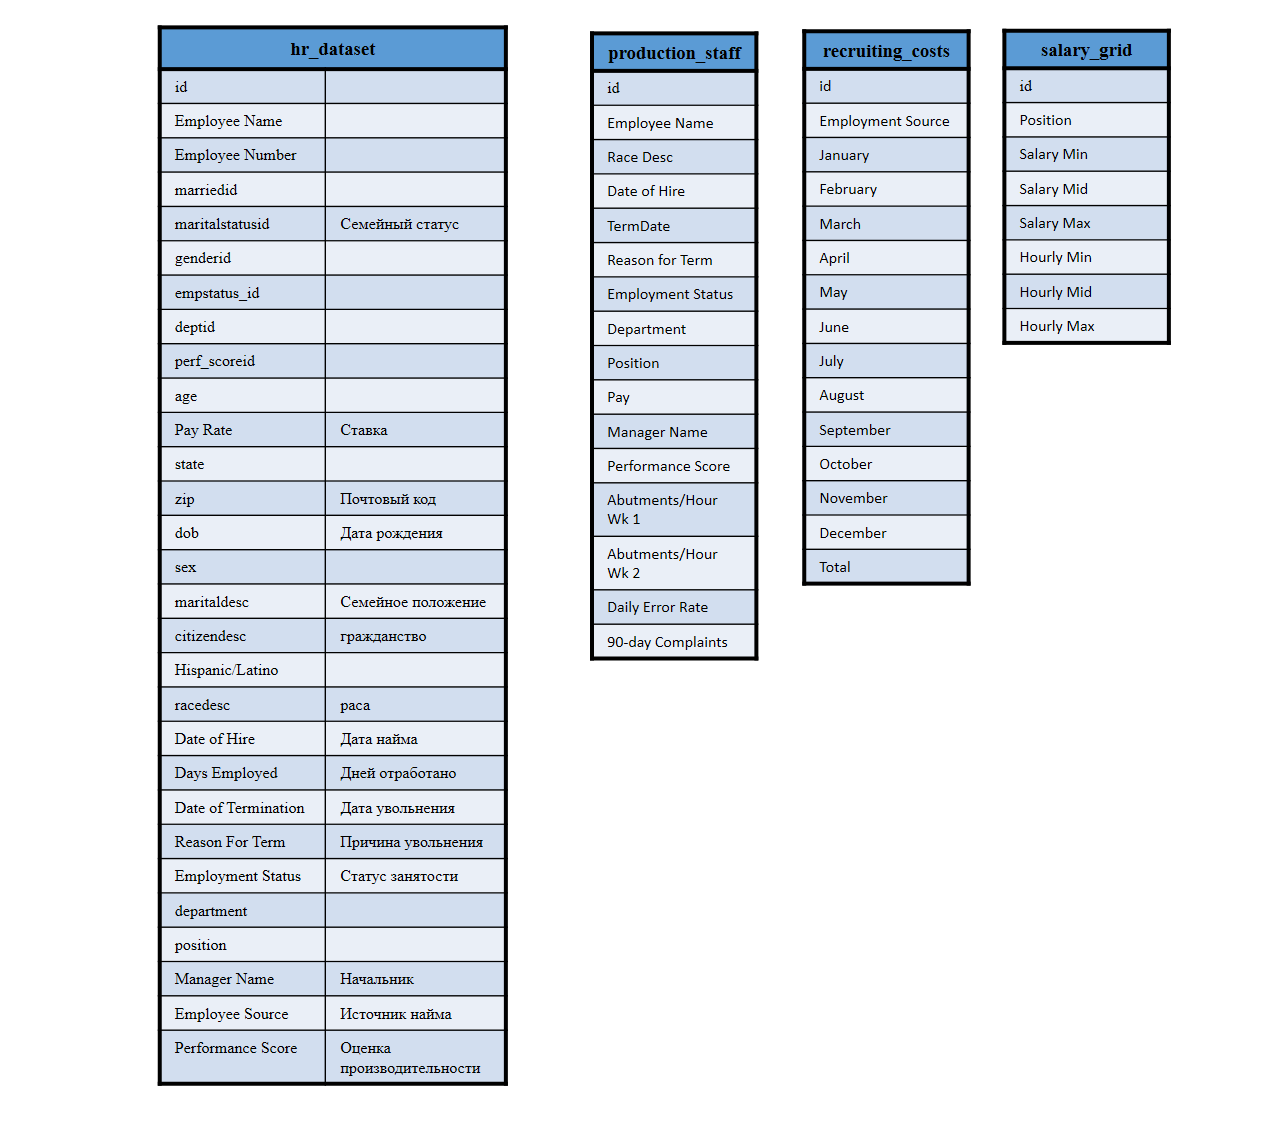 hr_dataset
id
Employee Name
Employee Number
marriedid
maritalstatusid Семейный статус
genderid
empstatus_id
deptid
perf_scoreid
age
Pay Rate Ставка
state
zip Почтовый код
dob Дата рождения
sex
maritaldesc Семейное положение
citizendesc гражданство
Hispanic/Latino
racedesc раса
Date of Hire Дата найма
Days Employed Дней отработано
Date of Termination Дата увольнения
Reason For Term Причина увольнения
Employment Status Статус занятости
department
position
Manager Name Начальник
Employee Source Источник найма
Performance Score Оценка
производительности
production_staff
id
Employee Name
Race Desc
Date of Hire
TermDate
Reason for Term
Employment Status
Department
Position
Pay
Manager Name
Performance Score
Abutments/Hour
Wk 1
Abutments/Hour
Wk 2
Daily Error Rate
90-day Complaints
recruiting_costs
id
Employment Source
January
February
March
April
May
June
July
August
September
October
November
December
Total
salary_grid
id
Position
Salary Min
Salary Mid
Salary Max
Hourly Min
Hourly Mid
Hourly Max